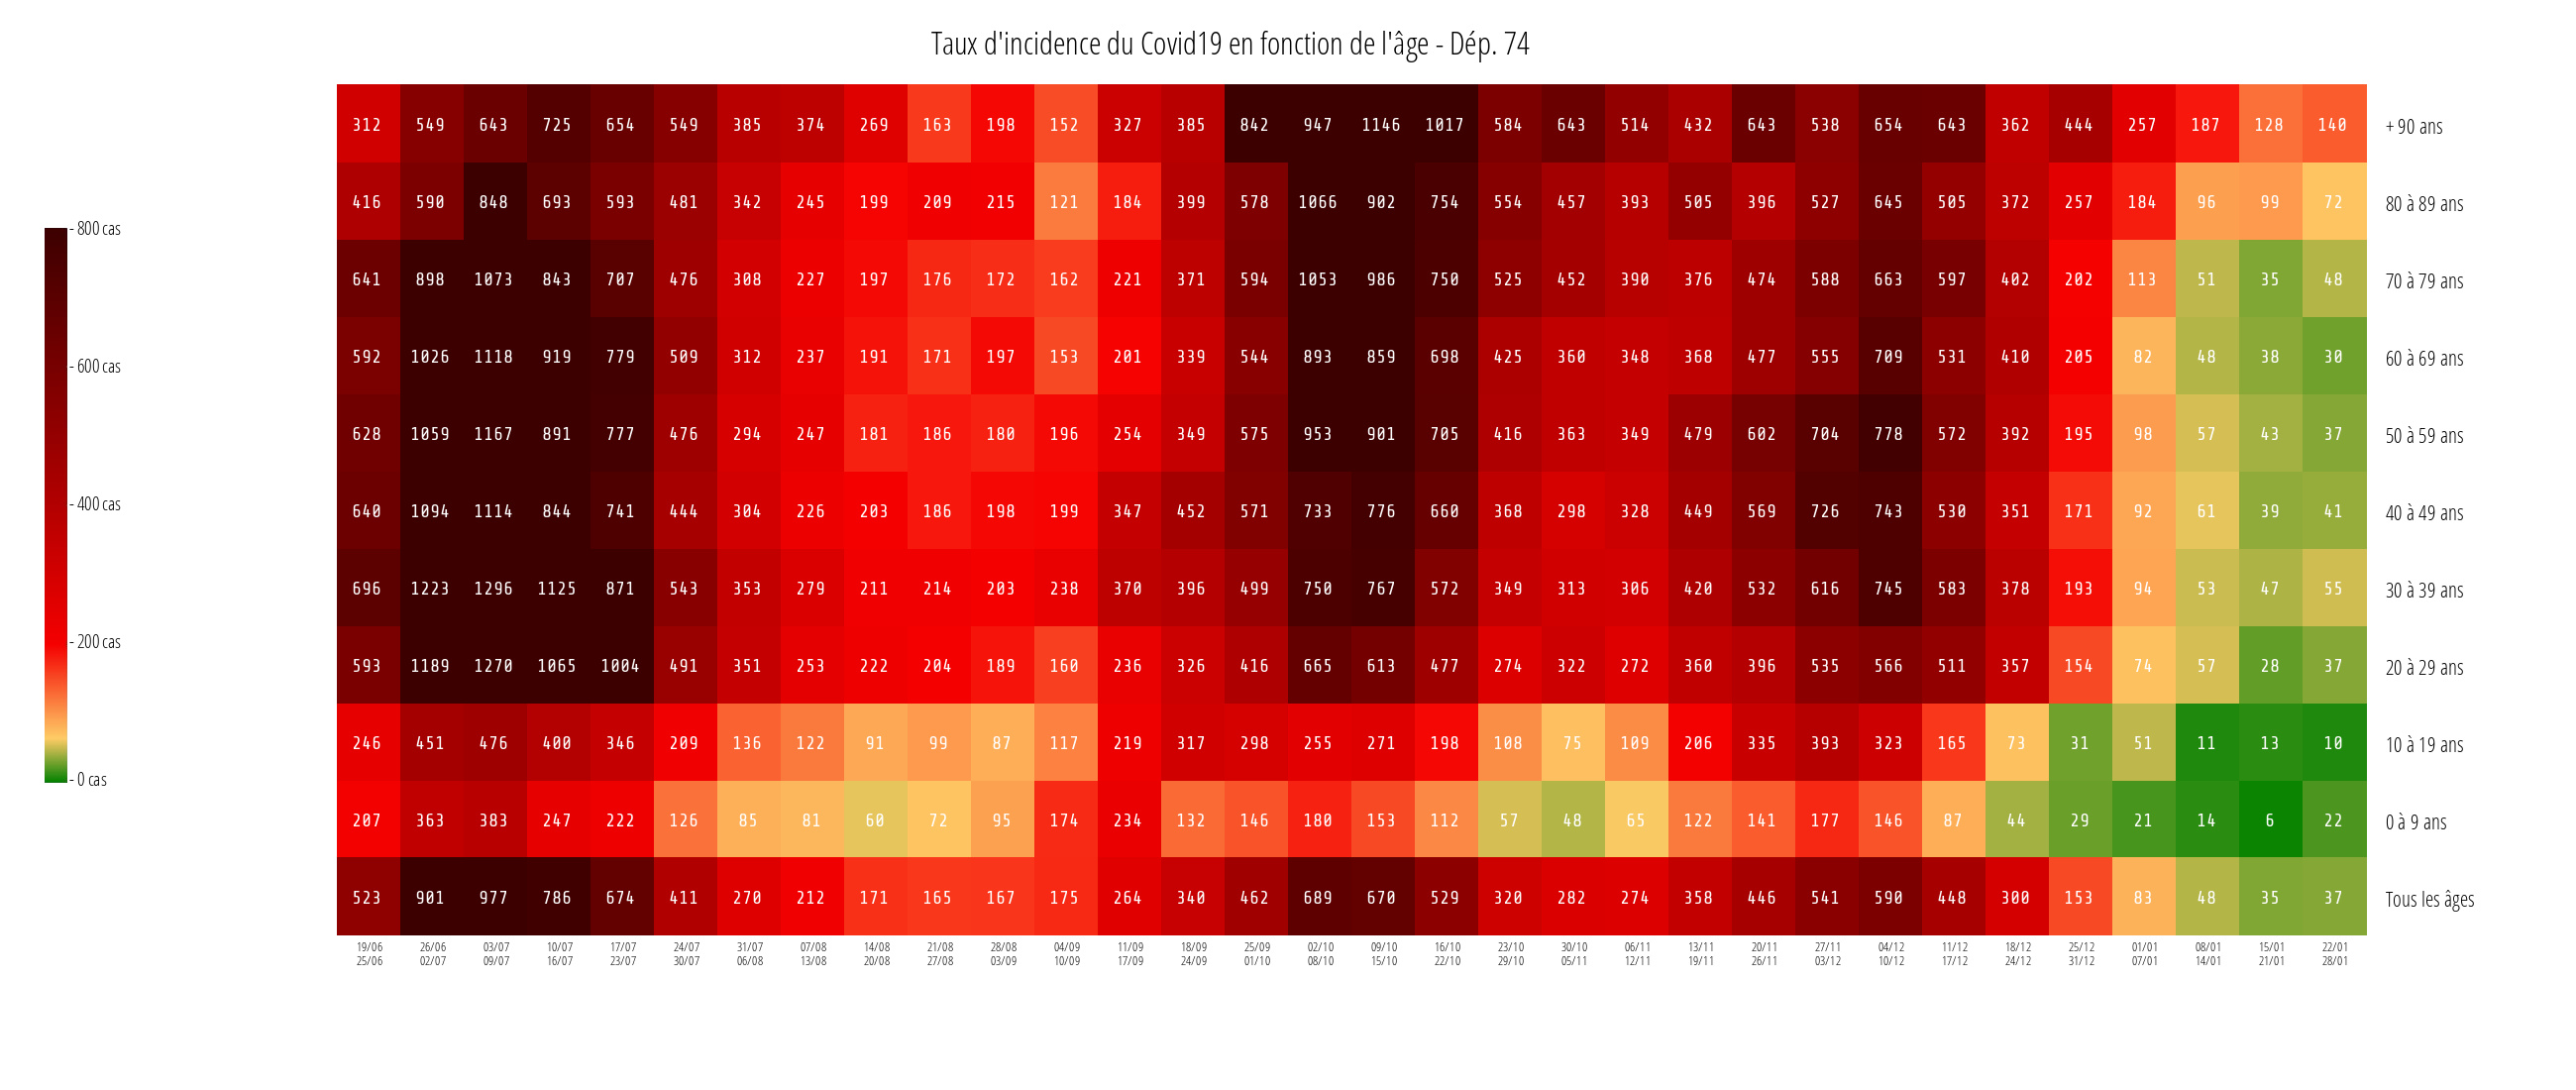 Taux d'incidence du Covid19 en fonction de l'âge - Dép. 74
- 800 cas
- 600 cas
- 400 cas
- 200 cas
- 0 cas
312 549 643 725 654 549 385 374 269 163 198 152 327 385 842 947 1146 1017 584 643 514 432 643 538 654 643 362 444 257 187 128 140 + 90 ans
416 590 848 693 593 481 342 245 199 209 215 121 184 399 578 1066 902 754 554 457 393 505 396 527 645 505 372 257 184 96 99 72 80 à 89 ans
641 898 1073 843 707 476 308 227 197 176 172 162 221 371 594 1053 986 750 525 452 390 376 474 588 663 597 402 202 113 51 35 48 70 à 79 ans
592 1026 1118 919 779 509 312 237 191 171 197 153 201 339 544 893 859 698 425 360 348 368 477 555 709 531 410 205 82 48 38 30 60 à 69 ans
628 1059 1167 891 777 476 294 247 181 186 180 196 254 349 575 953 901 705 416 363 349 479 602 704 778 572 392 195 98 57 43 37 50 à 59 ans
640 1094 1114 844 741 444 304 226 203 186 198 199 347 452 571 733 776 660 368 298 328 449 569 726 743 530 351 171 92 61 39 41 40 à 49 ans
696 1223 1296 1125 871 543 353 279 211 214 203 238 370 396 499 750 767 572 349 313 306 420 532 616 745 583 378 193 94 53 47 55 30 à 39 ans
593 1189 1270 1065 1004 491 351 253 222 204 189 160 236 326 416 665 613 477 274 322 272 360 396 535 566 511 357 154 74 57 28 37 20 à 29 ans
246 451 476 400 346 209 136 122 91 99 87 117 219 317 298 255 271 198 108 75 109 206 335 393 323 165 73 31 51 11 13 10 10 à 19 ans
207 363 383 247 222 126 85 81 60 72 95 174 234 132 146 180 153 112 57 48 65 122 141 177 146 87 44 29 21 14 6 22 0 à 9 ans
523 901 977 786 674 411 270 212 171 165 167 175 264 340 462 689 670 529 320 282 274 358 446 541 590 448 300 153 83 48 35 37 Tous les âges
19/06 26/06 03/07 10/07 17/07 24/07 31/07 07/08 14/08 21/08 28/08 04/09 11/09 18/09 25/09 02/10 09/10 16/10 23/10 30/10 06/11 13/11 20/11 27/11 04/12 11/12 18/12 25/12 01/01 08/01 15/01 22/01
25/06 02/07 09/07 16/07 23/07 30/07 06/08 13/08 20/08 27/08 03/09 10/09 17/09 24/09 01/10 08/10 15/10 22/10 29/10 05/11 12/11 19/11 26/11 03/12 10/12 17/12 24/12 31/12 07/01 14/01 21/01 28/01